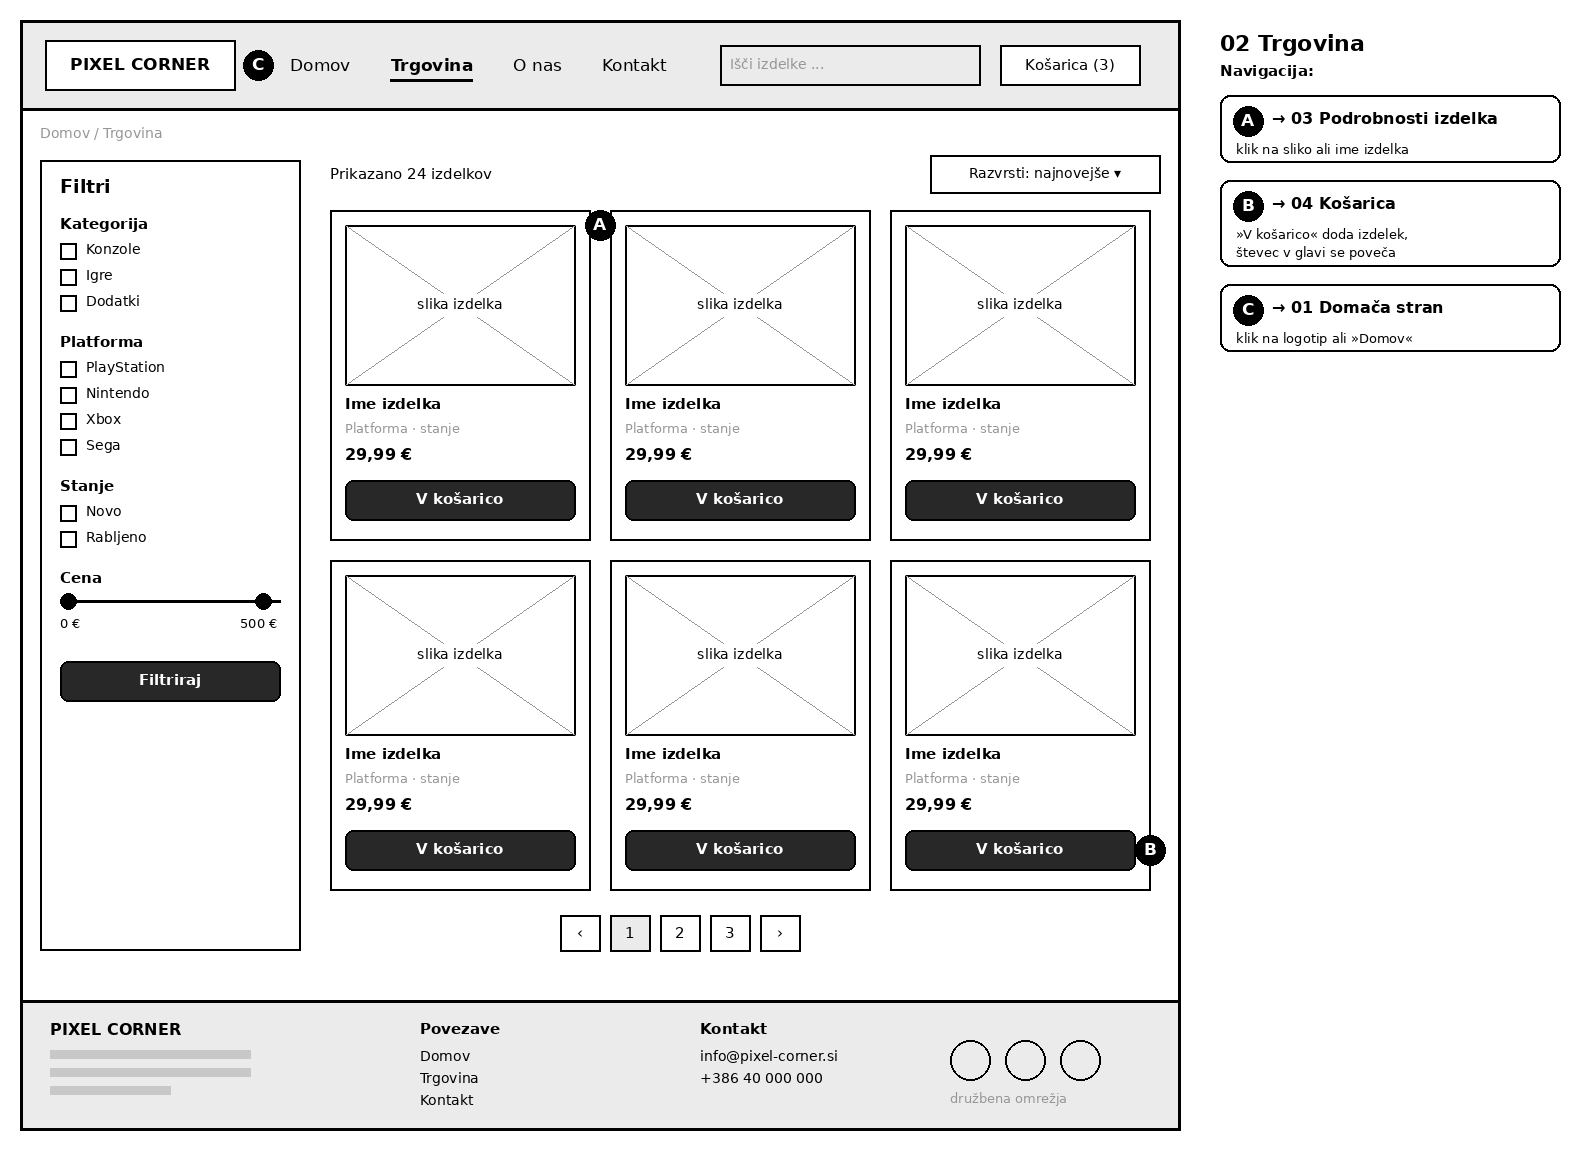 PIXEL CORNER
C
Domov
Trgovina
O nas
Kontakt
Išči izdelke ...
Košarica (3)
Domov / Trgovina
Filtri
Kategorija
Konzole
Igre
Dodatki
Platforma
PlayStation
Nintendo
Xbox
Sega
Stanje
Novo
Rabljeno
Cena
0 €
500 €
Filtriraj
Prikazano 24 izdelkov
Razvrsti: najnovejše ▾
A
slika izdelka
Ime izdelka
Platforma · stanje
29,99 €
V košarico
slika izdelka
Ime izdelka
Platforma · stanje
29,99 €
V košarico
slika izdelka
Ime izdelka
Platforma · stanje
29,99 €
V košarico
slika izdelka
Ime izdelka
Platforma · stanje
29,99 €
V košarico
slika izdelka
Ime izdelka
Platforma · stanje
29,99 €
V košarico
slika izdelka
Ime izdelka
Platforma · stanje
29,99 €
V košarico
B
‹
1
2
3
›
PIXEL CORNER
Povezave
Domov
Trgovina
Kontakt
Kontakt
info@pixel-corner.si
+386 40 000 000
družbena omrežja
02 Trgovina
Navigacija:
A → 03 Podrobnosti izdelka
klik na sliko ali ime izdelka
B → 04 Košarica
»V košarico« doda izdelek,
števec v glavi se poveča
C → 01 Domača stran
klik na logotip ali »Domov«